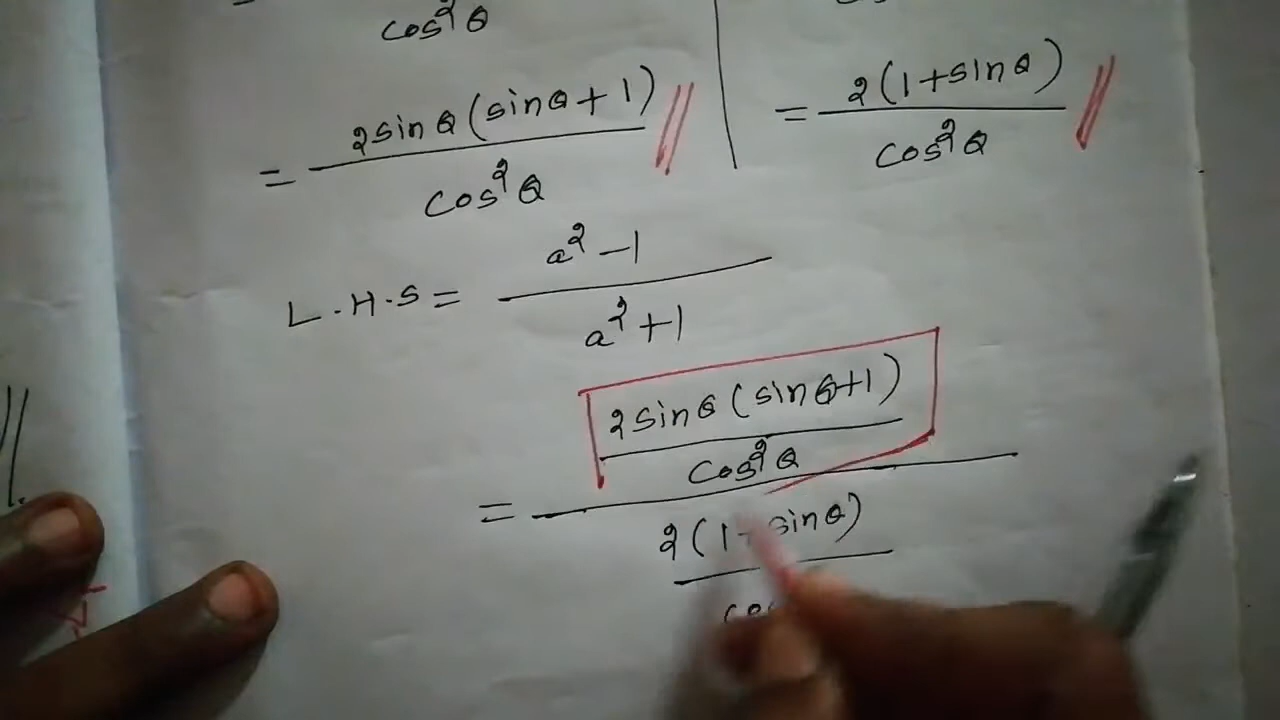 cos²θ
= 2sinθ(sinθ+1) / cos²θ
= 2(1+sinθ) / cos²θ
L.H.S = a²-1 / a²+1
= 2sinθ(sinθ+1) / cos²θ
2(1+sinθ)